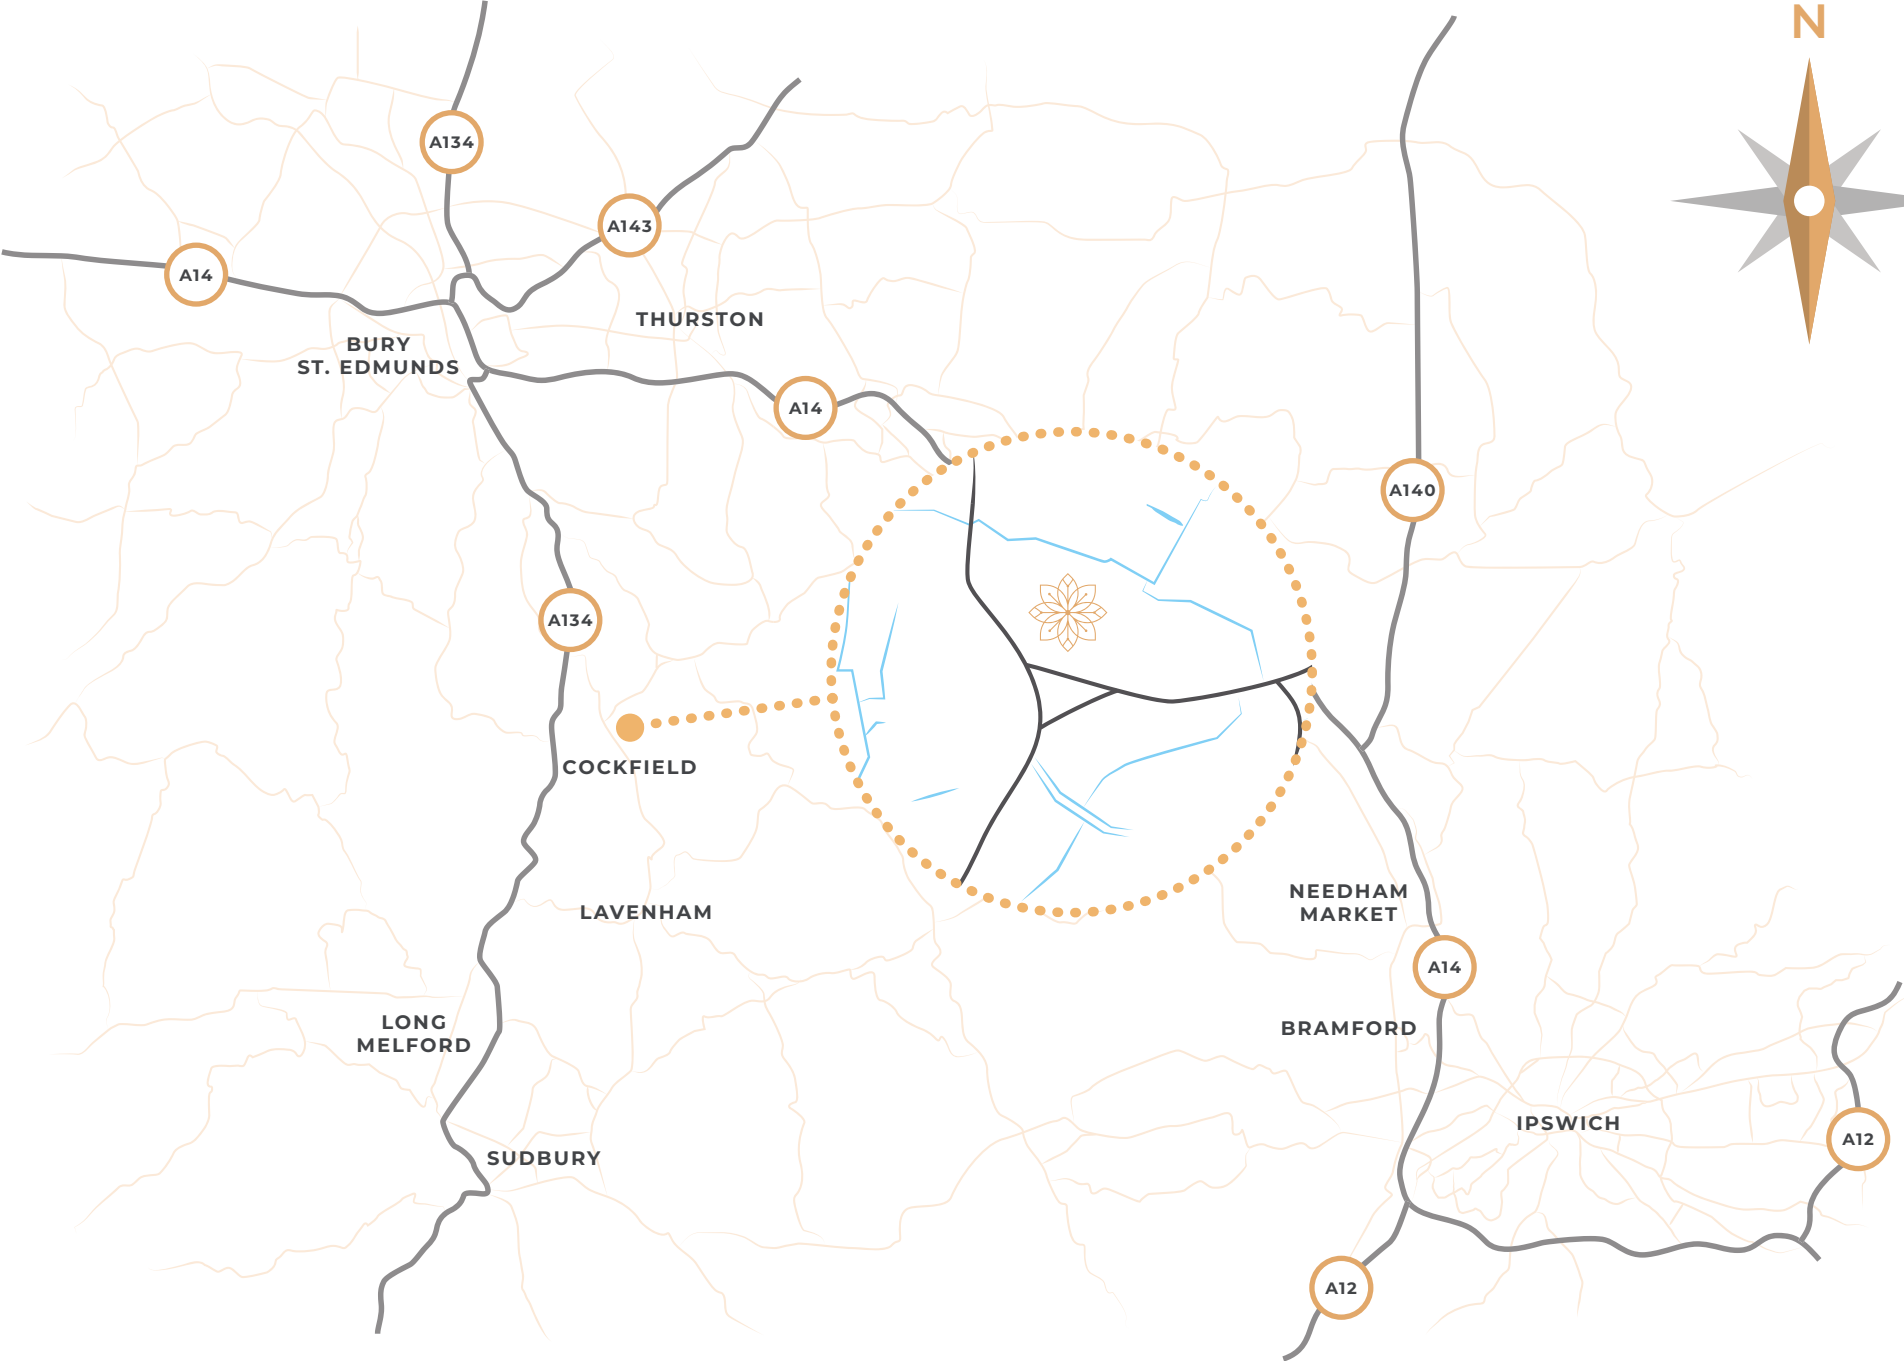 N
A134
A143
A14
THURSTON
BURY
ST. EDMUNDS
A14
A140
A134
COCKFIELD
NEEDHAM
MARKET
LAVENHAM
A14
LONG
MELFORD
BRAMFORD
IPSWICH
A12
SUDBURY
A12